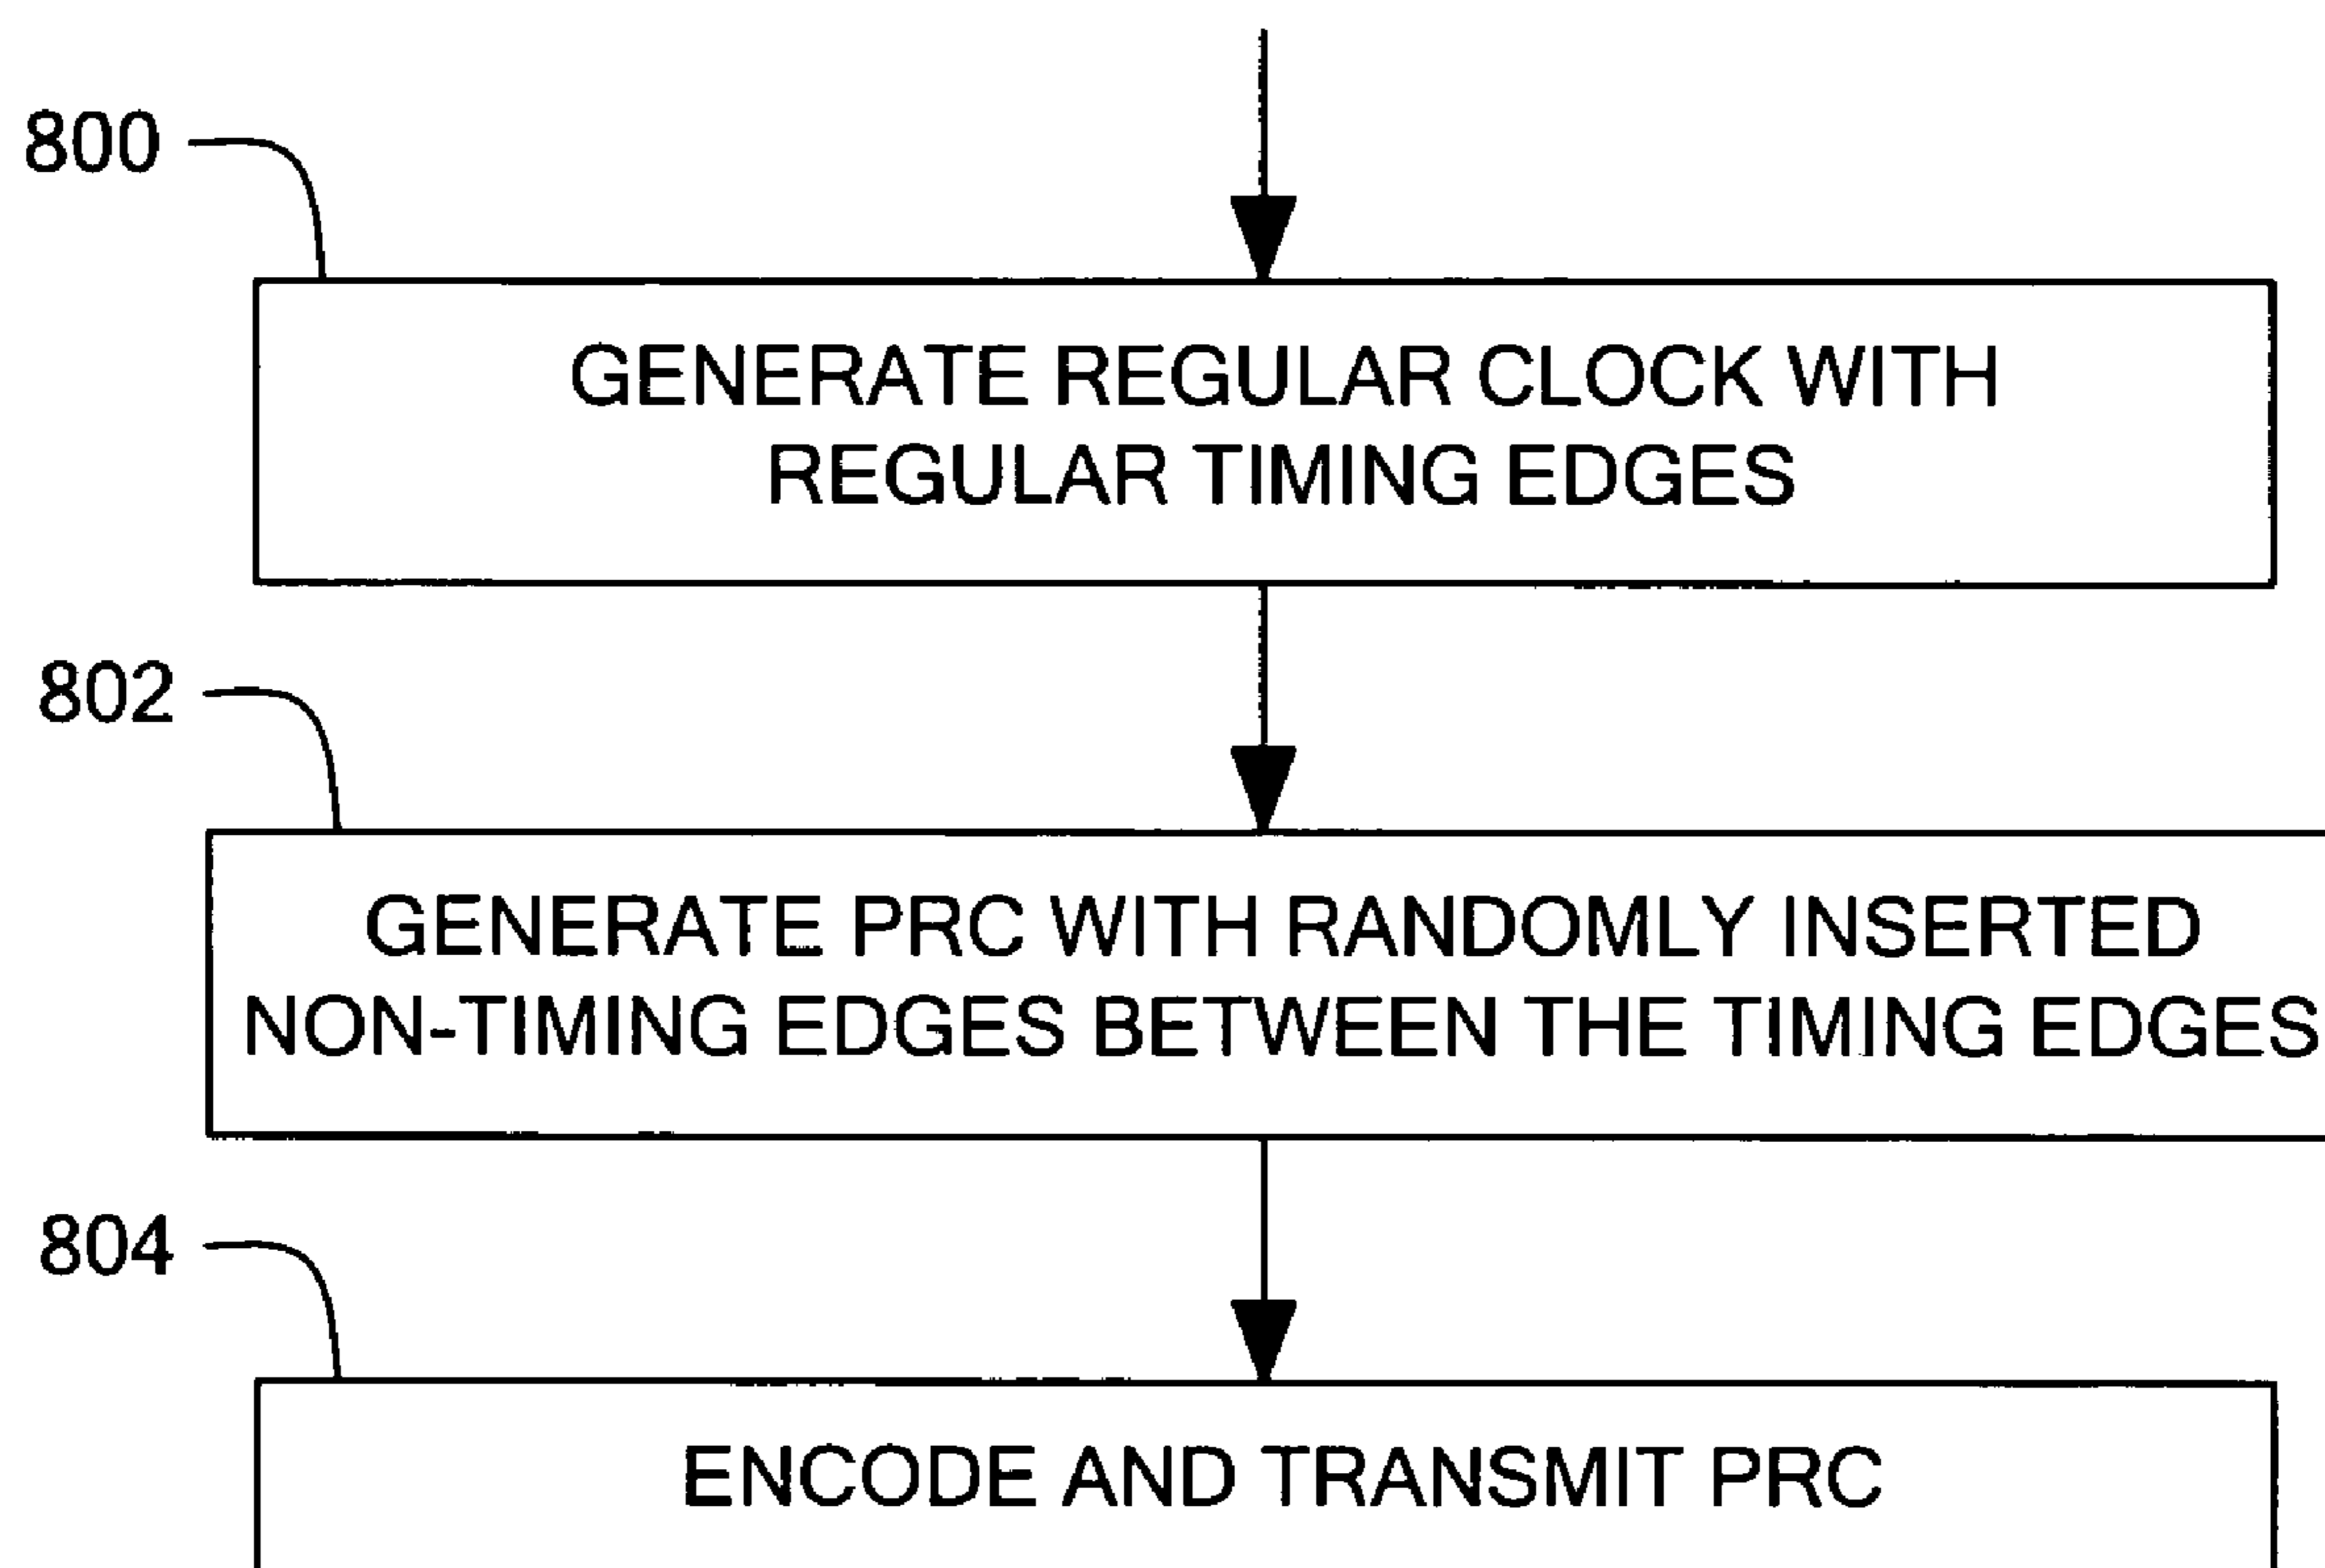 800
GENERATE REGULAR CLOCK WITH
REGULAR TIMING EDGES
802
GENERATE PRC WITH RANDOMLY INSERTED
NON-TIMING EDGES BETWEEN THE TIMING EDGES
804
ENCODE AND TRANSMIT PRC